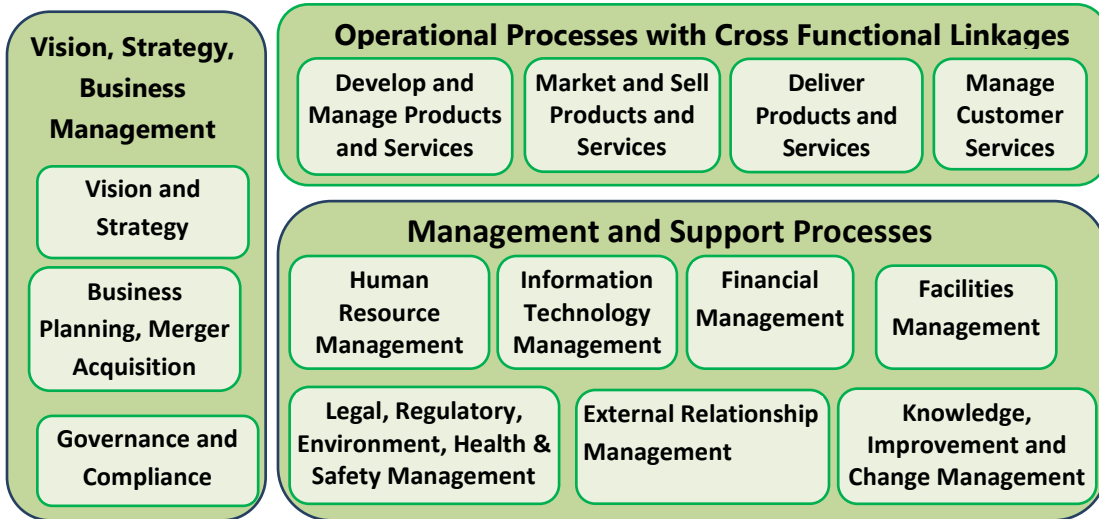 Vision, Strategy,
Business
Management
Vision and
Strategy
Business
Planning, Merger
Acquisition
Governance and
Compliance
Operational Processes with Cross Functional Linkages
Develop and
Manage Products
and Services
Market and Sell
Products and
Services
Deliver
Products and
Services
Manage
Customer
Services
Management and Support Processes
Human
Resource
Management
Information
Technology
Management
Financial
Management
Facilities
Management
Legal, Regulatory,
Environment, Health &
Safety Management
External Relationship
Management
Knowledge,
Improvement and
Change Management